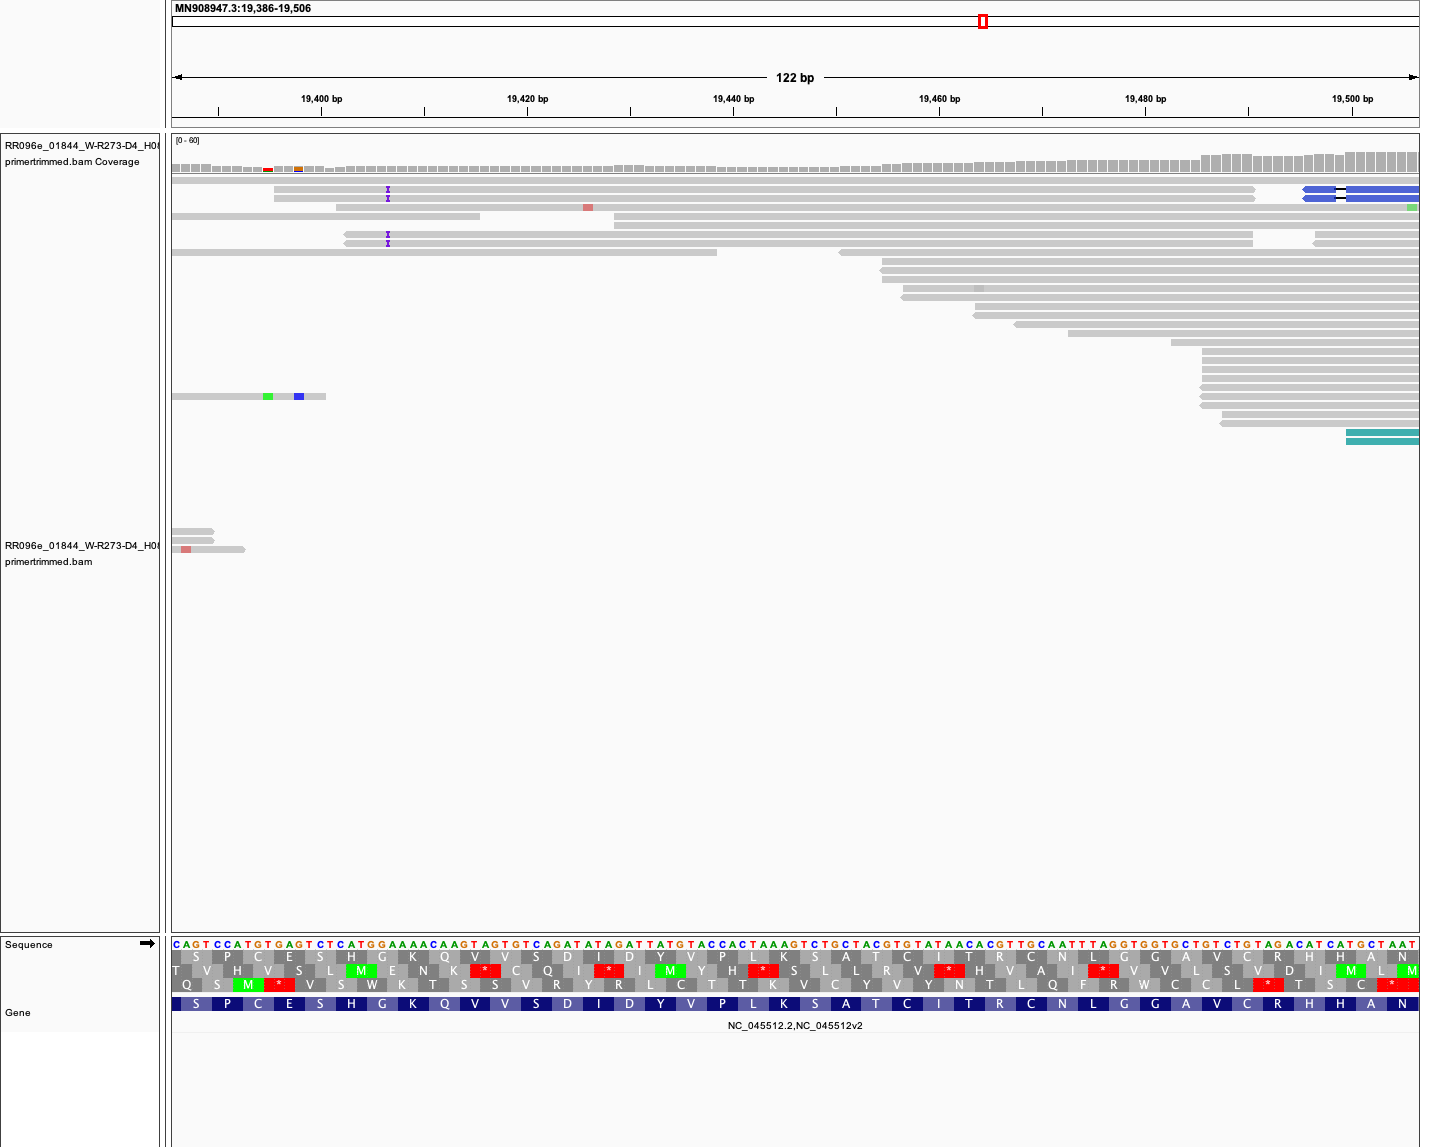 MN908947.3:19,386-19,506
122 bp
19,400 bp 19,420 bp 19,440 bp 19,460 bp 19,480 bp 19,500 bp
[0 - 60]
RR096e_01844_W-R273-D4_H0
primertrimmed.bam Coverage
RR096e_01844_W-R273-D4_H0
primertrimmed.bam
Sequence
CAGTCCATGTGAGTCTCATGGAAAACAAGTAGTGTCAGATATAGATTATGTACCACTAAAGTCTGCTACGTGTATAACACGTTGCAATTTAGGTGGTGCTGTCTGTAGACATCATGCTAAT
S P C E S H G K Q V V S D I D Y V P L K S A T C I T R C N L G G A V C R H H A N
T V H V S L M E N K * C Q I * I M Y H * S L L R V * H V A I * V V L S V D I M L M
Q S M * V S W K T S S V R Y R L C T T K V C Y V Y N T L Q F R W C C L * T S C *
Gene
S P C E S H G K Q V V S D I D Y V P L K S A T C I T R C N L G G A V C R H H A N
NC_045512.2,NC_045512v2